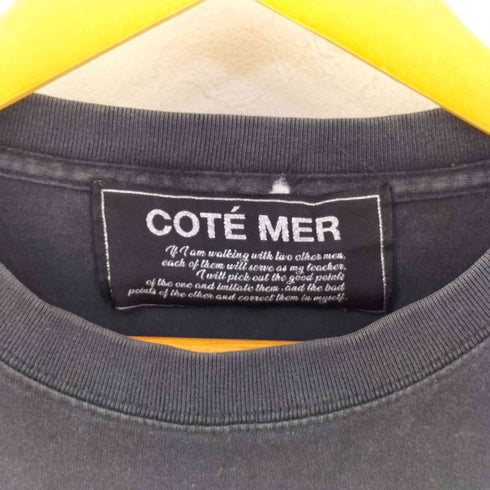 COTÉ MER
If I am walking with two other men,
each of them will serve as my teacher.
I will pick out the good points
of the one and imitate them ,and the bad
points of the other and correct them in myself.